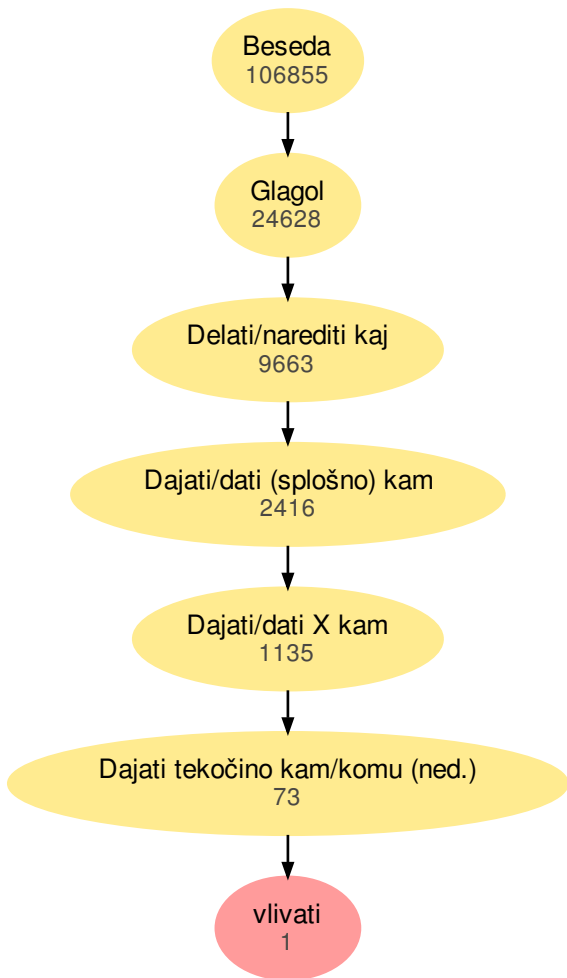 Beseda
106855
Glagol
24628
Delati/narediti kaj
9663
Dajati/dati (splošno) kam
2416
Dajati/dati X kam
1135
Dajati tekočino kam/komu (ned.)
73
vlivati
1